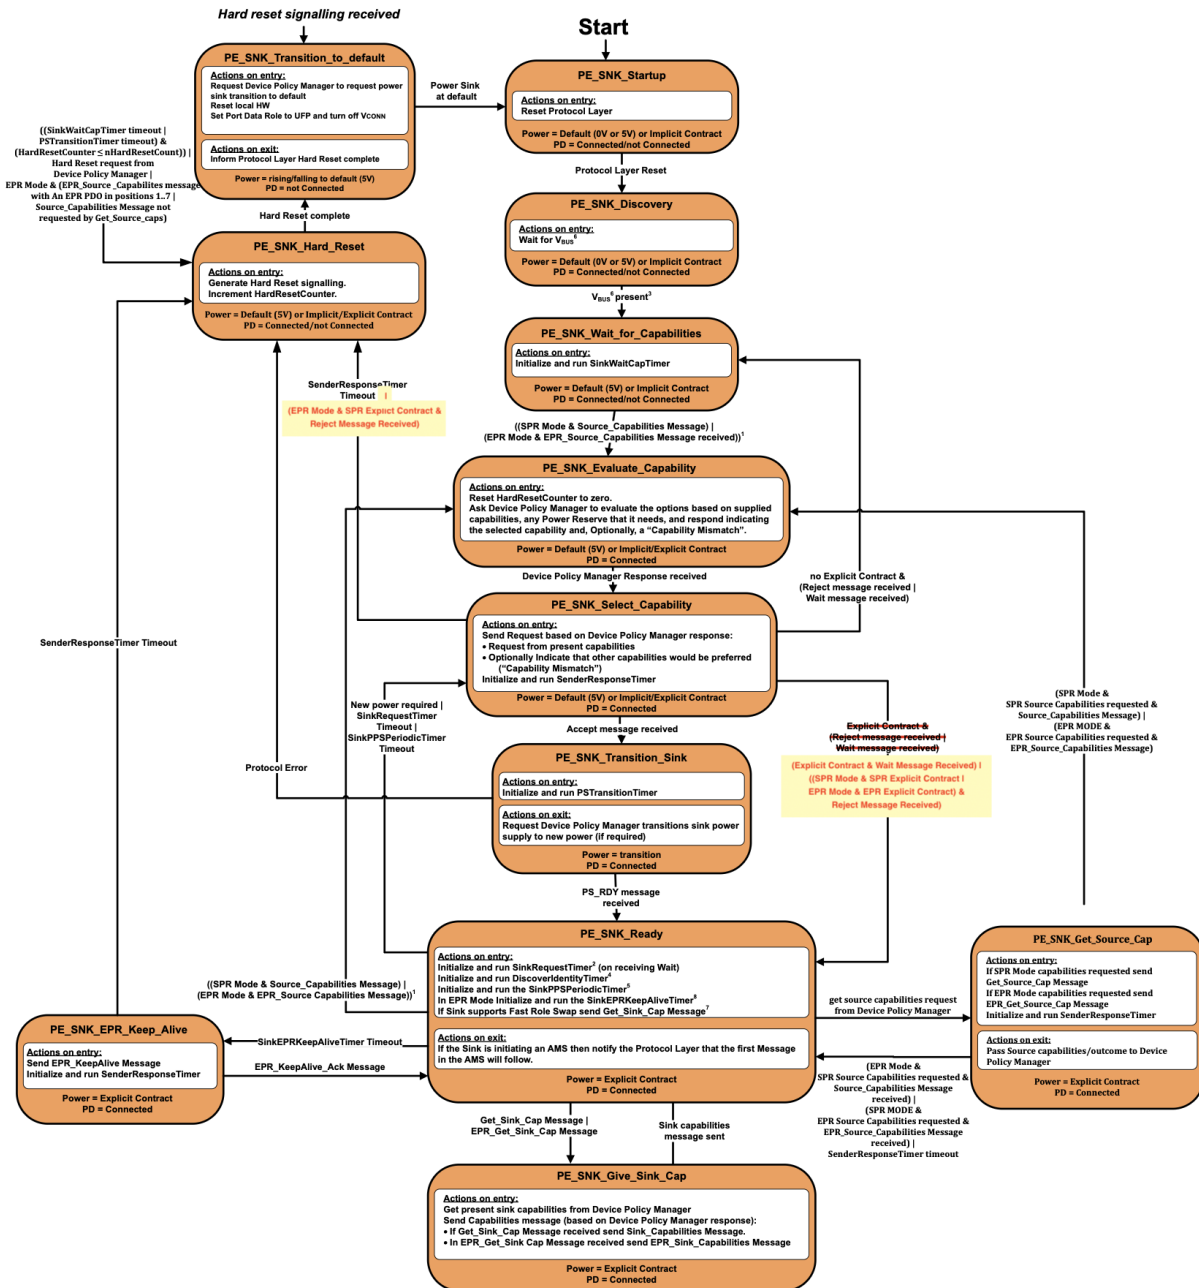 Hard reset signalling received
Start
PE_SNK_Transition_to_default
Actions on entry:
Request Device Policy Manager to request power
sink transition to default
Reset local HW
Set Port Data Role to UFP and turn off VCONN
Actions on exit:
Inform Protocol Layer Hard Reset complete
Power = rising/falling to default (5V)
PD = not Connected
Power Sink
at default
PE_SNK_Startup
Actions on entry:
Reset Protocol Layer
Power = Default (0V or 5V) or Implicit Contract
PD = Connected/not Connected
((SinkWaitCapTimer timeout |
PSTransitionTimer timeout) &
(HardResetCounter ≤ nHardResetCount)) |
Hard Reset request from
Device Policy Manager |
EPR Mode & (EPR_Source _Capabilites message
with An EPR PDO in positions 1..7 |
Source_Capabilities Message not
requested by Get_Source_caps)
Protocol Layer Reset
Hard Reset complete
PE_SNK_Discovery
Actions on entry:
Wait for VBUS⁶
Power = Default (0V or 5V) or Implicit Contract
PD = Connected/not Connected
PE_SNK_Hard_Reset
Actions on entry:
Generate Hard Reset signalling.
Increment HardResetCounter.
Power = Default (5V) or Implicit/Explicit Contract
PD = Connected/not Connected
VBUS⁶ present³
PE_SNK_Wait_for_Capabilities
Actions on entry:
Initialize and run SinkWaitCapTimer
Power = Default (5V) or Implicit Contract
PD = Connected/not Connected
SenderResponseTimer
Timeout |
(EPR Mode & SPR Explict Contract &
Reject Message Received)
((SPR Mode & Source_Capabilities Message) |
(EPR Mode & EPR_Source_Capabilities Message received))¹
PE_SNK_Evaluate_Capability
Actions on entry:
Reset HardResetCounter to zero.
Ask Device Policy Manager to evaluate the options based on supplied
capabilities, any Power Reserve that it needs, and respond indicating
the selected capability and, Optionally, a “Capability Mismatch”.
Power = Default (5V) or Implicit/Explicit Contract
PD = Connected
Device Policy Manager Response received
no Explicit Contract &
(Reject message received |
Wait message received)
PE_SNK_Select_Capability
Actions on entry:
Send Request based on Device Policy Manager response:
• Request from present capabilities
• Optionally Indicate that other capabilities would be preferred
(“Capability Mismatch”)
Initialize and run SenderResponseTimer
Power = Default (5V) or Implicit/Explicit Contract
PD = Connected
SenderResponseTimer Timeout
New power required |
SinkRequestTimer
Timeout |
SinkPPSPeriodicTimer
Timeout
(SPR Mode &
SPR Source Capabilities requested &
Source_Capabilities Message) |
(EPR MODE &
EPR Source Capabilities requested &
EPR_Source_Capabilities Message)
Accept message received
Explicit Contract &
(Reject message received |
Wait message received)
(Explicit Contract & Wait Message Received) |
((SPR Mode & SPR Explicit Contract |
EPR Mode & EPR Explicit Contract) &
Reject Message Received)
Protocol Error
PE_SNK_Transition_Sink
Actions on entry:
Initialize and run PSTransitionTimer
Actions on exit:
Request Device Policy Manager transitions sink power
supply to new power (if required)
Power = transition
PD = Connected
PS_RDY message
received
PE_SNK_Ready
Actions on entry:
Initialize and run SinkRequestTimer² (on receiving Wait)
Initialize and run DiscoverIdentityTimer⁴
Initialize and run the SinkPPSPeriodicTimer⁵
In EPR Mode Initialize and run the SinkEPRKeepAliveTimer⁸
If Sink supports Fast Role Swap send Get_Sink_Cap Message⁷
Actions on exit:
If the Sink is initiating an AMS then notify the Protocol Layer that the first Message
in the AMS will follow.
Power = Explicit Contract
PD = Connected
((SPR Mode & Source_Capabilities Message) |
(EPR Mode & EPR_Source Capabilities Message))¹
get source capabilities request
from Device Policy Manager
PE_SNK_Get_Source_Cap
Actions on entry:
If SPR Mode capabilities requested send
Get_Source_Cap Message
If EPR Mode capabilities requested send
EPR_Get_Source_Cap Message
Initialize and run SenderResponseTimer
Actions on exit:
Pass Source capabilities/outcome to Device
Policy Manager
Power = Explicit Contract
PD = Connected
PE_SNK_EPR_Keep_Alive
Actions on entry:
Send EPR_KeepAlive Message
Initialize and run SenderResponseTimer
Power = Explicit Contract
PD = Connected
SinkEPRKeepAliveTimer Timeout
EPR_KeepAlive_Ack Message
(EPR Mode &
SPR Source Capabilities requested &
Source_Capabilities Message
received) |
(SPR MODE &
EPR Source Capabilities requested &
EPR_Source_Capabilities Message
received) |
SenderResponseTimer timeout
Get_Sink_Cap Message |
EPR_Get_Sink_Cap Message
Sink capabilities
message sent
PE_SNK_Give_Sink_Cap
Actions on entry:
Get present sink capabilities from Device Policy Manager
Send Capabilities message (based on Device Policy Manager response):
• If Get_Sink_Cap Message received send Sink_Capabilities Message.
• In EPR_Get_Sink Cap Message received send EPR_Sink_Capabilities Message
Power = Explicit Contract
PD = Connected